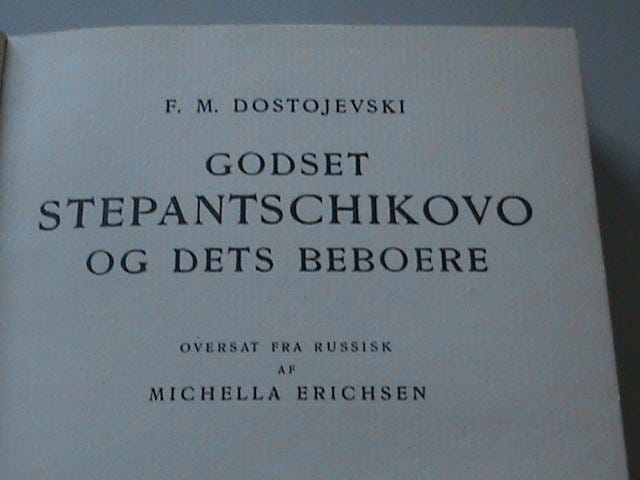 F. M. DOSTOJEVSKI
GODSET
STEPANTSCHIKOVO
OG DETS BEBOERE
OVERSAT FRA RUSSISK
AF
MICHELLA ERICHSEN